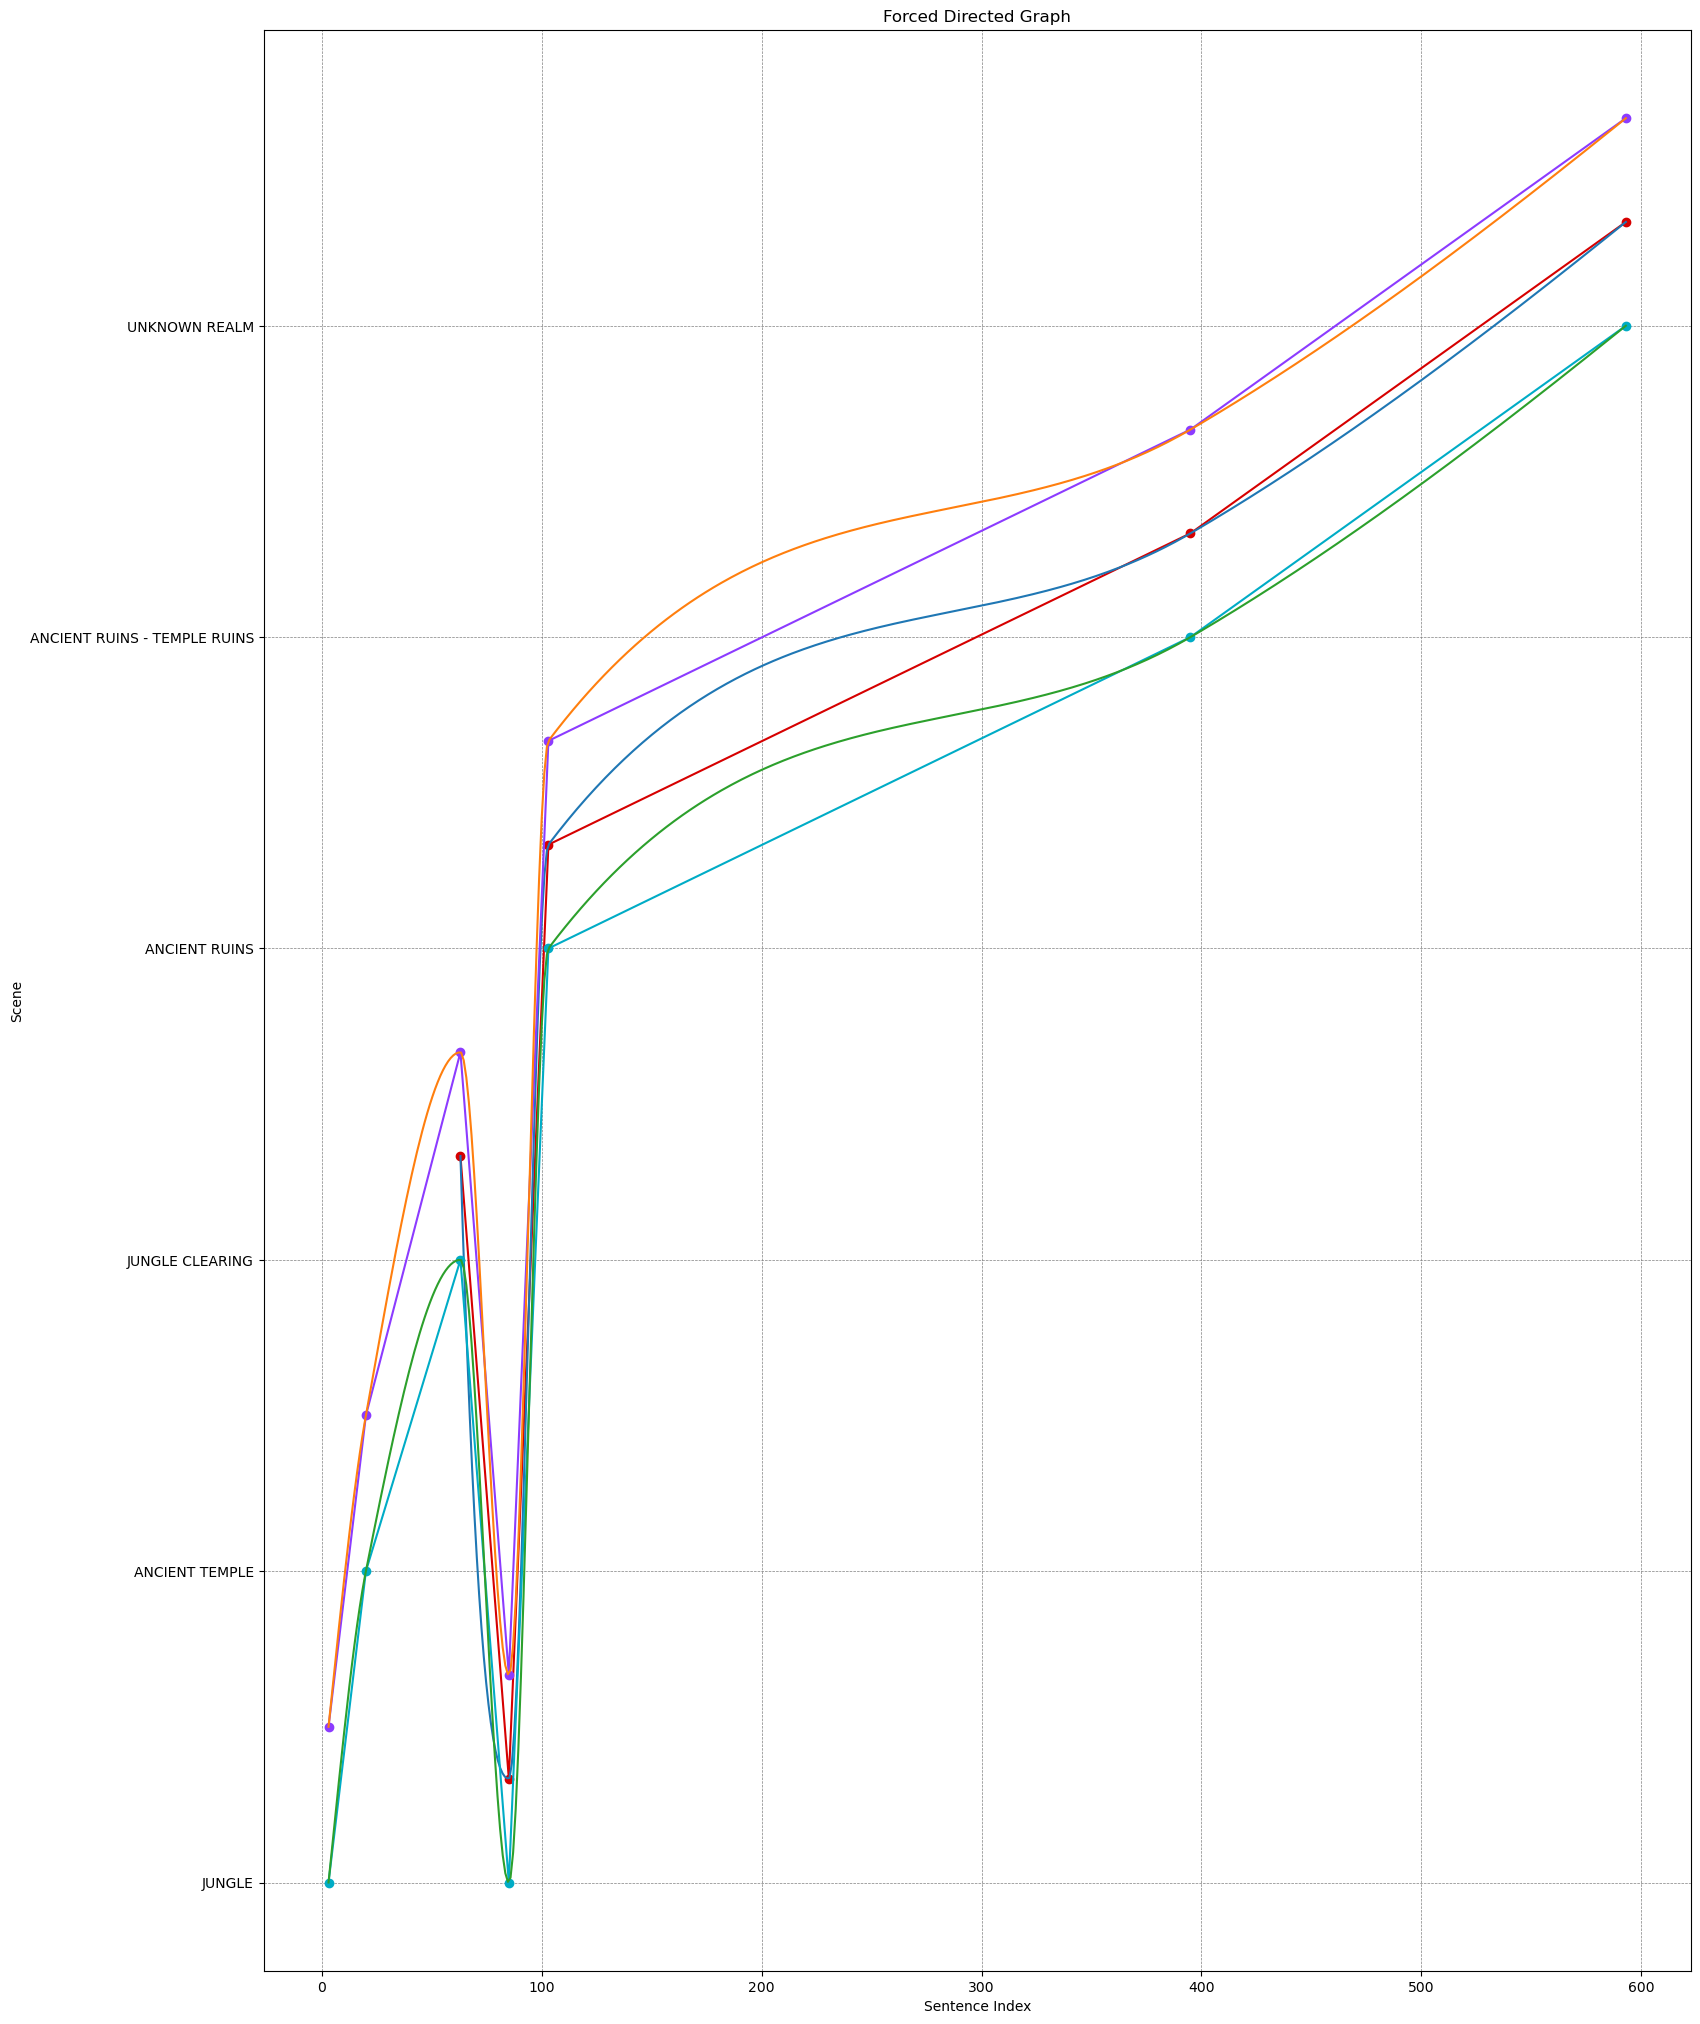 Forced Directed Graph
UNKNOWN REALM
ANCIENT RUINS - TEMPLE RUINS
ANCIENT RUINS
Scene
JUNGLE CLEARING
ANCIENT TEMPLE
JUNGLE
0 100 200 300 400 500 600
Sentence Index